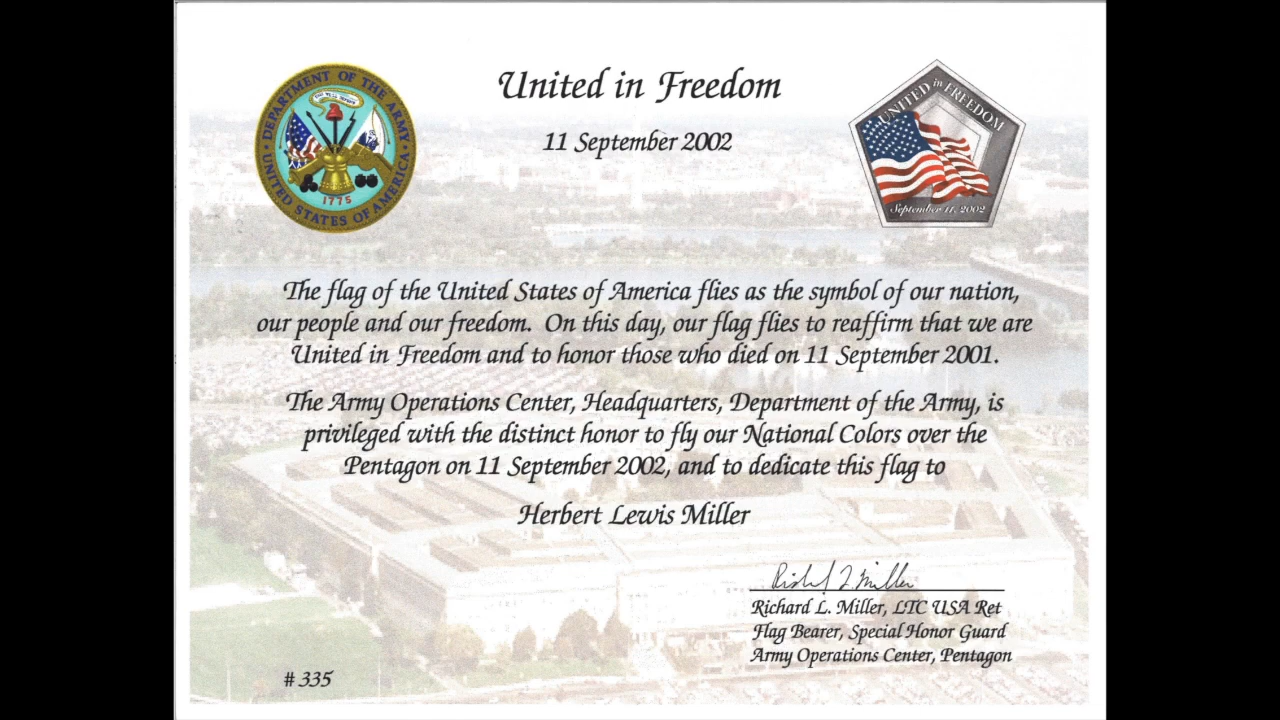 United in Freedom
11 September 2002
DEPARTMENT OF THE ARMY
UNITED STATES OF AMERICA
1775
UNITED in FREEDOM
September 11, 2002
The flag of the United States of America flies as the symbol of our nation,
our people and our freedom. On this day, our flag flies to reaffirm that we are
United in Freedom and to honor those who died on 11 September 2001.
The Army Operations Center, Headquarters, Department of the Army, is
privileged with the distinct honor to fly our National Colors over the
Pentagon on 11 September 2002, and to dedicate this flag to
Herbert Lewis Miller
Richard L Miller
Richard L. Miller, LTC USA Ret
Flag Bearer, Special Honor Guard
Army Operations Center, Pentagon
# 335